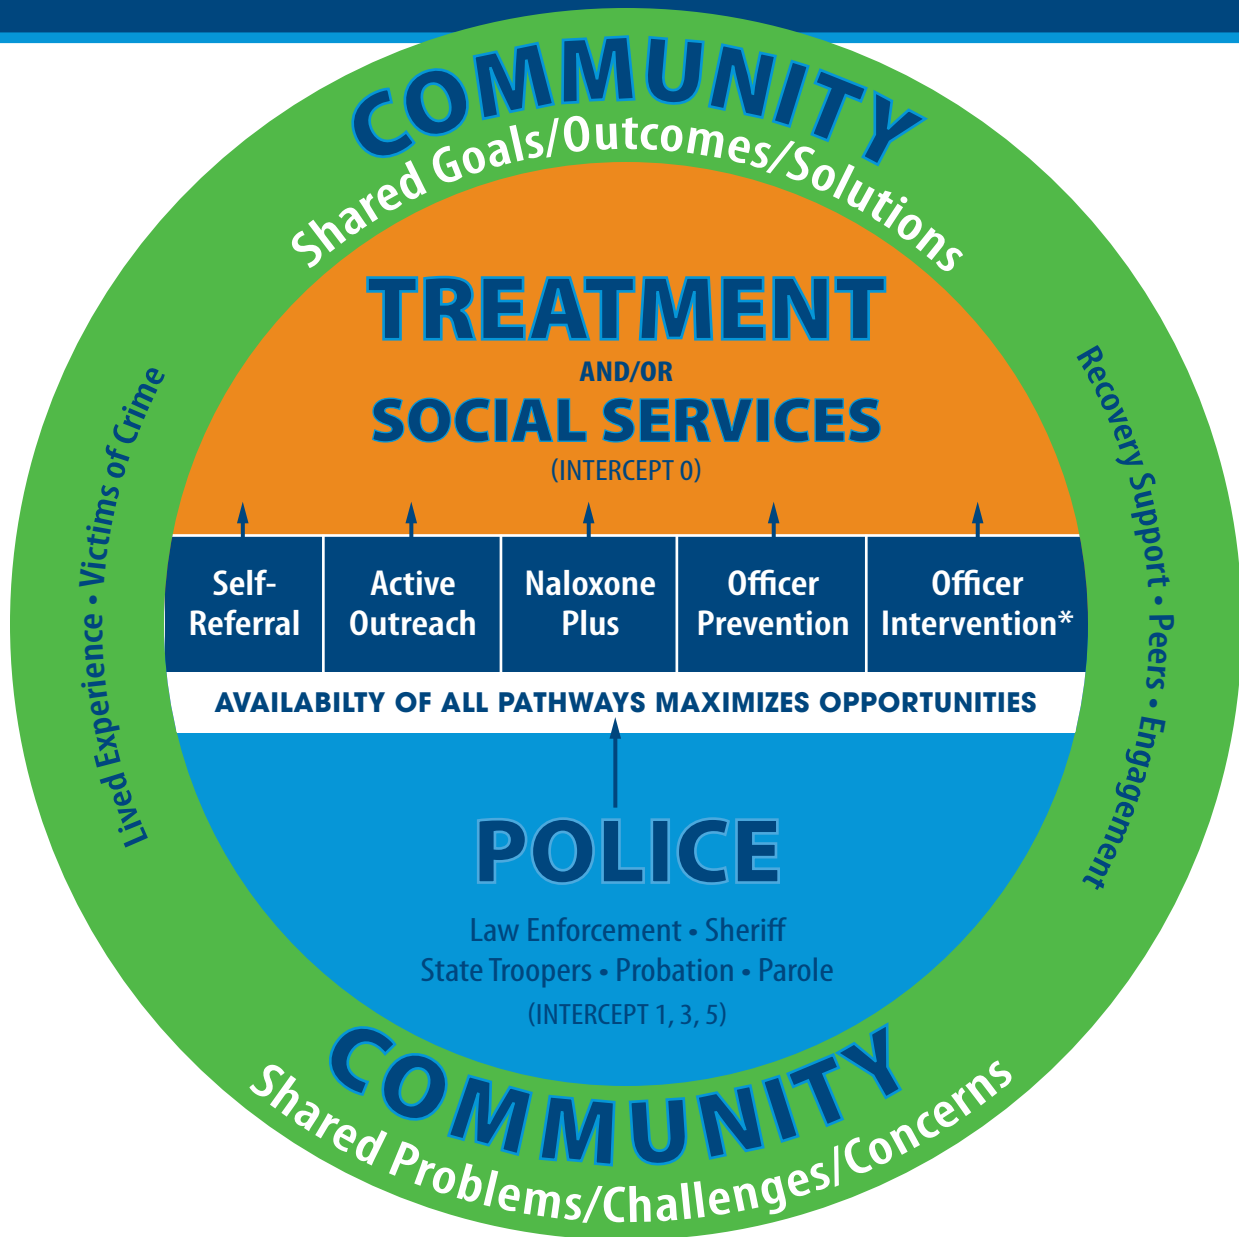 COMMUNITY
Shared Goals/Outcomes/Solutions
TREATMENT
AND/OR
SOCIAL SERVICES
(INTERCEPT 0)
Lived Experience • Victims of Crime
Recovery Support • Peers • Engagement
Self-
Referral
Active
Outreach
Naloxone
Plus
Officer
Prevention
Officer
Intervention*
AVAILABILTY OF ALL PATHWAYS MAXIMIZES OPPORTUNITIES
POLICE
Law Enforcement • Sheriff
State Troopers • Probation • Parole
(INTERCEPT 1, 3, 5)
COMMUNITY
Shared Problems/Challenges/Concerns